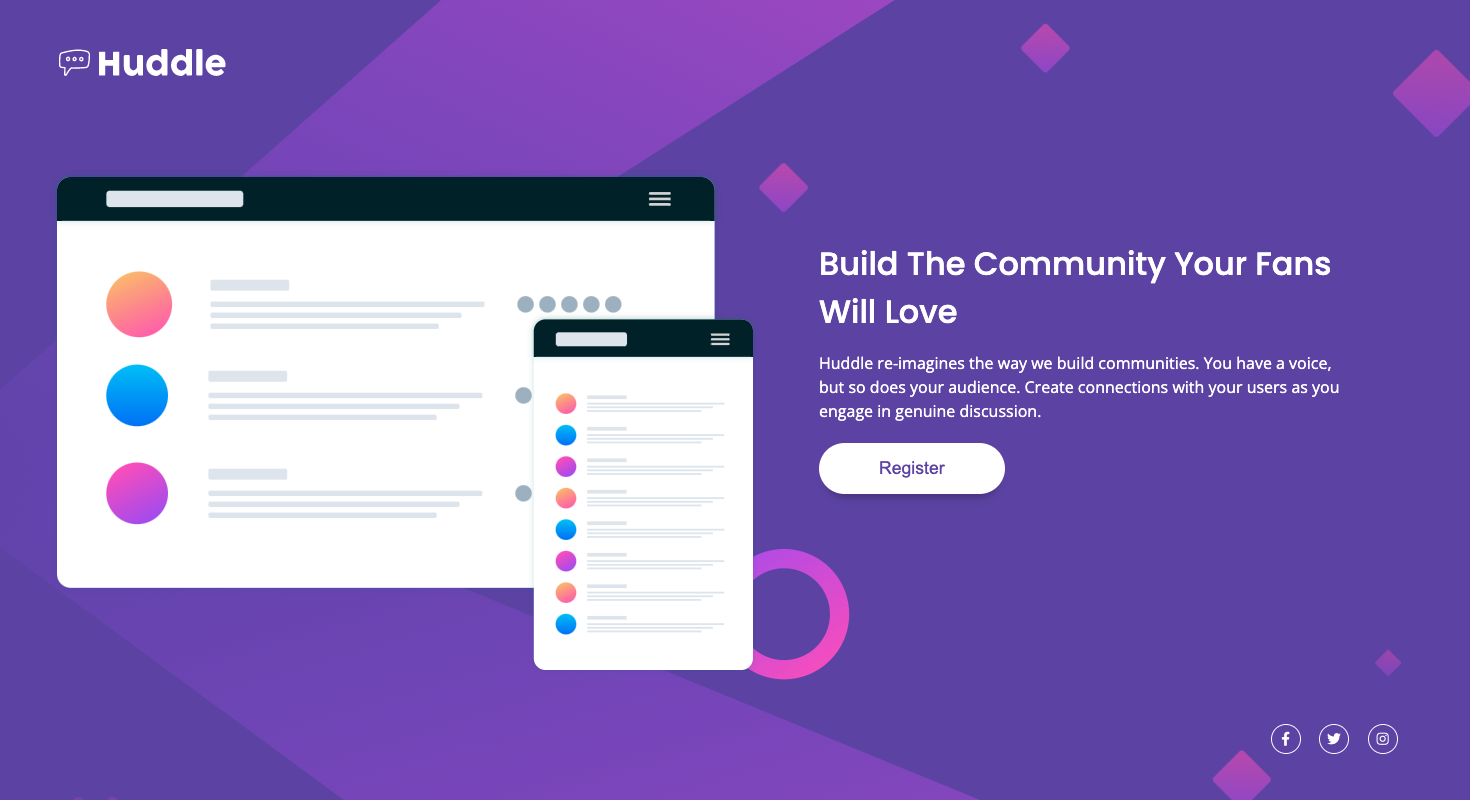 Huddle
Build The Community Your Fans
Will Love
Huddle re-imagines the way we build communities. You have a voice,
but so does your audience. Create connections with your users as you
engage in genuine discussion.
Register